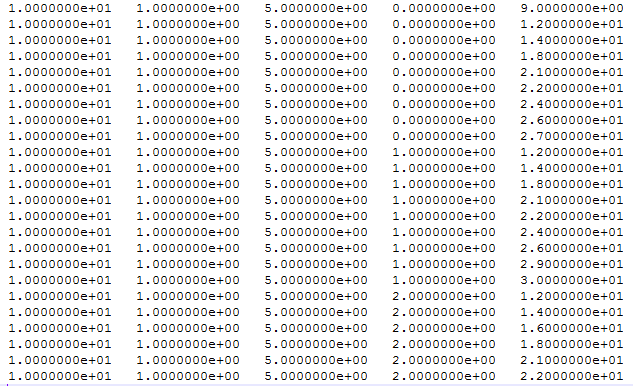 1.0000000e+01 1.0000000e+00 5.0000000e+00 0.0000000e+00 9.0000000e+00
1.0000000e+01 1.0000000e+00 5.0000000e+00 0.0000000e+00 1.2000000e+01
1.0000000e+01 1.0000000e+00 5.0000000e+00 0.0000000e+00 1.4000000e+01
1.0000000e+01 1.0000000e+00 5.0000000e+00 0.0000000e+00 1.8000000e+01
1.0000000e+01 1.0000000e+00 5.0000000e+00 0.0000000e+00 2.1000000e+01
1.0000000e+01 1.0000000e+00 5.0000000e+00 0.0000000e+00 2.2000000e+01
1.0000000e+01 1.0000000e+00 5.0000000e+00 0.0000000e+00 2.4000000e+01
1.0000000e+01 1.0000000e+00 5.0000000e+00 0.0000000e+00 2.6000000e+01
1.0000000e+01 1.0000000e+00 5.0000000e+00 0.0000000e+00 2.7000000e+01
1.0000000e+01 1.0000000e+00 5.0000000e+00 1.0000000e+00 1.2000000e+01
1.0000000e+01 1.0000000e+00 5.0000000e+00 1.0000000e+00 1.4000000e+01
1.0000000e+01 1.0000000e+00 5.0000000e+00 1.0000000e+00 1.8000000e+01
1.0000000e+01 1.0000000e+00 5.0000000e+00 1.0000000e+00 2.1000000e+01
1.0000000e+01 1.0000000e+00 5.0000000e+00 1.0000000e+00 2.2000000e+01
1.0000000e+01 1.0000000e+00 5.0000000e+00 1.0000000e+00 2.4000000e+01
1.0000000e+01 1.0000000e+00 5.0000000e+00 1.0000000e+00 2.6000000e+01
1.0000000e+01 1.0000000e+00 5.0000000e+00 1.0000000e+00 2.9000000e+01
1.0000000e+01 1.0000000e+00 5.0000000e+00 1.0000000e+00 3.0000000e+01
1.0000000e+01 1.0000000e+00 5.0000000e+00 2.0000000e+00 1.2000000e+01
1.0000000e+01 1.0000000e+00 5.0000000e+00 2.0000000e+00 1.4000000e+01
1.0000000e+01 1.0000000e+00 5.0000000e+00 2.0000000e+00 1.6000000e+01
1.0000000e+01 1.0000000e+00 5.0000000e+00 2.0000000e+00 1.8000000e+01
1.0000000e+01 1.0000000e+00 5.0000000e+00 2.0000000e+00 2.1000000e+01
1.0000000e+01 1.0000000e+00 5.0000000e+00 2.0000000e+00 2.2000000e+01